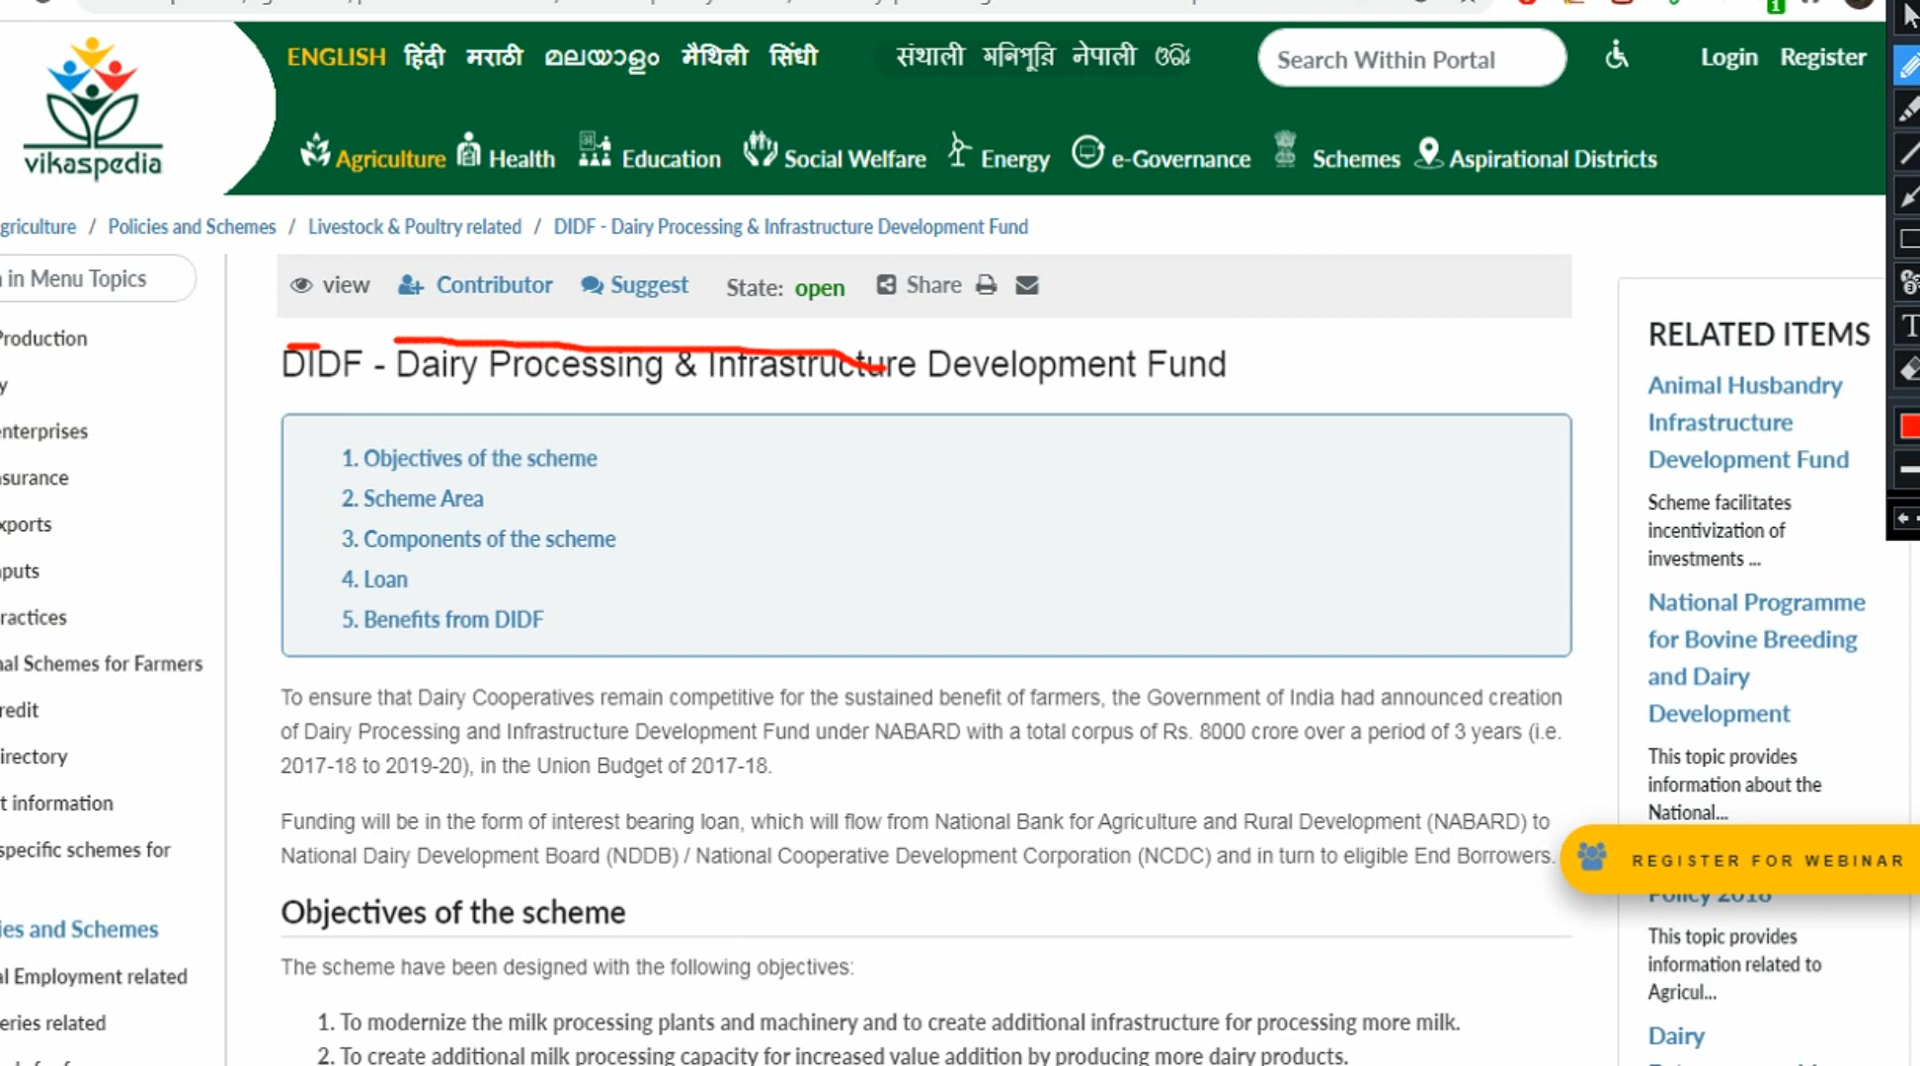 ENGLISH हिंदी मराठी മലയാളം मैथिली सिंधी संथाली मनिपूरि नेपाली ଓଡ଼ି
Search Within Portal
Login Register
vikaspedia
Agriculture Health Education Social Welfare Energy e-Governance Schemes Aspirational Districts
griculture / Policies and Schemes / Livestock & Poultry related / DIDF - Dairy Processing & Infrastructure Development Fund
in Menu Topics
view Contributor Suggest State: open Share
Production
y
enterprises
surance
xports
puts
ractices
al Schemes for Farmers
redit
irectory
t information
specific schemes for
ies and Schemes
l Employment related
eries related
DIDF - Dairy Processing & Infrastructure Development Fund
1. Objectives of the scheme
2. Scheme Area
3. Components of the scheme
4. Loan
5. Benefits from DIDF
To ensure that Dairy Cooperatives remain competitive for the sustained benefit of farmers, the Government of India had announced creation
of Dairy Processing and Infrastructure Development Fund under NABARD with a total corpus of Rs. 8000 crore over a period of 3 years (i.e.
2017-18 to 2019-20), in the Union Budget of 2017-18.
Funding will be in the form of interest bearing loan, which will flow from National Bank for Agriculture and Rural Development (NABARD) to
National Dairy Development Board (NDDB) / National Cooperative Development Corporation (NCDC) and in turn to eligible End Borrowers.
Objectives of the scheme
The scheme have been designed with the following objectives:
1. To modernize the milk processing plants and machinery and to create additional infrastructure for processing more milk.
2. To create additional milk processing capacity for increased value addition by producing more dairy products.
RELATED ITEMS
Animal Husbandry
Infrastructure
Development Fund
Scheme facilitates
incentivization of
investments ...
National Programme
for Bovine Breeding
and Dairy
Development
This topic provides
information about the
National...
REGISTER FOR WEBINAR
Policy 2018
This topic provides
information related to
Agricul...
Dairy